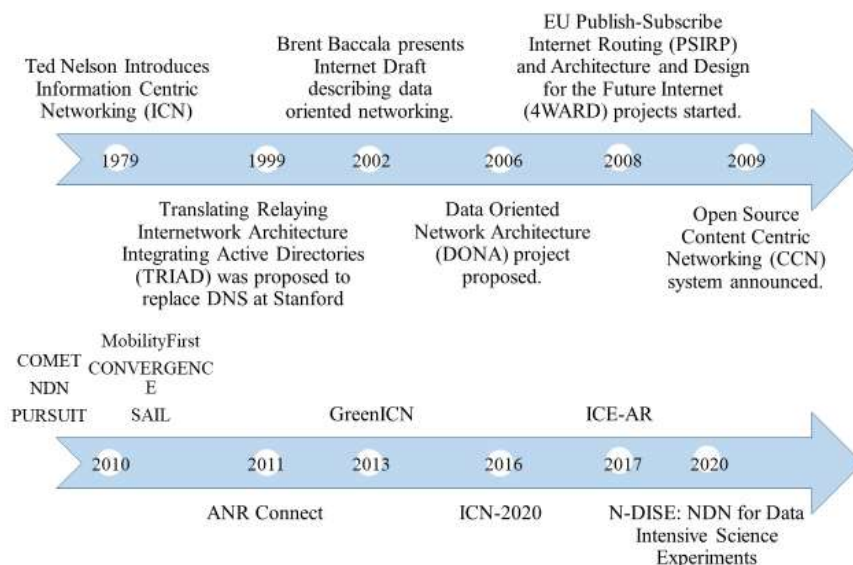 Ted Nelson Introduces
Information Centric
Networking (ICN)
Brent Baccala presents
Internet Draft
describing data
oriented networking.
EU Publish-Subscribe
Internet Routing (PSIRP)
and Architecture and Design
for the Future Internet
(4WARD) projects started.
1979
1999
2002
2006
2008
2009
Translating Relaying
Internetwork Architecture
Integrating Active Directories
(TRIAD) was proposed to
replace DNS at Stanford
Data Oriented
Network Architecture
(DONA) project
proposed.
Open Source
Content Centric
Networking (CCN)
system announced.
COMET
NDN
PURSUIT
MobilityFirst
CONVERGENC
E
SAIL
GreenICN
ICE-AR
2010
2011
2013
2016
2017
2020
ANR Connect
ICN-2020
N-DISE: NDN for Data
Intensive Science
Experiments